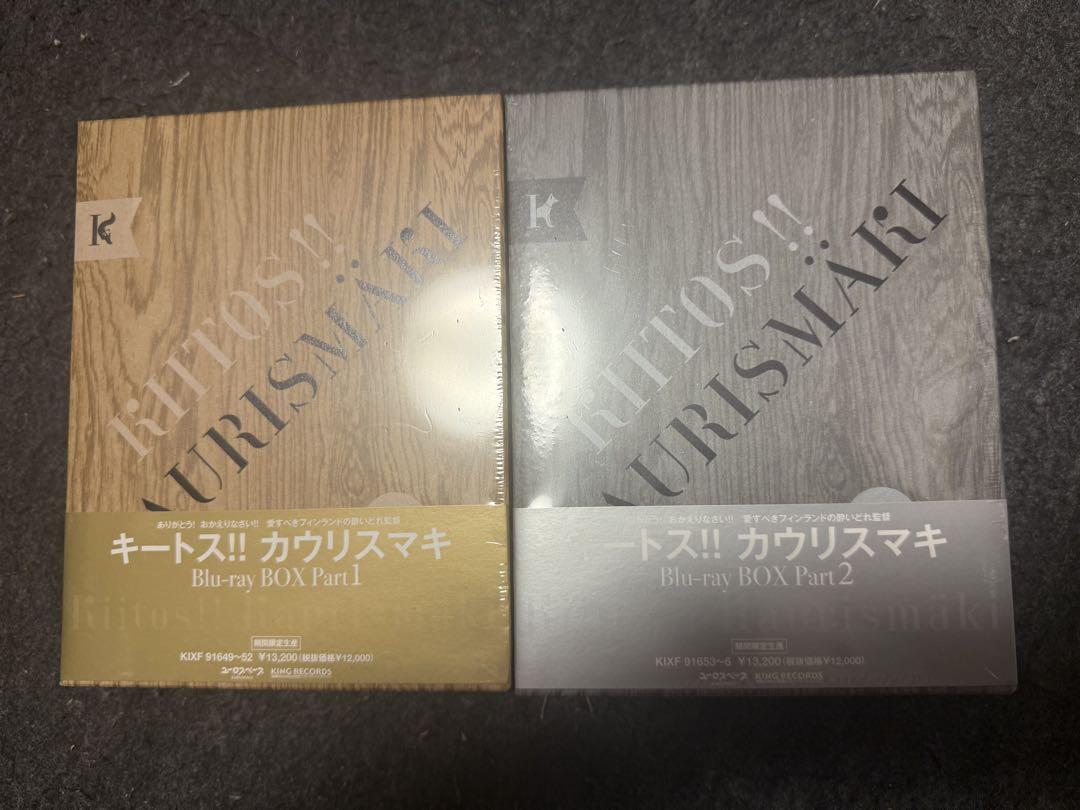 K
KIITOS!!
AURISMÄKI
ありがとう! おかえりなさい!! 愛すべきフィンランドの酔いどれ監督
キートス!! カウリスマキ
Blu-ray BOX Part1
Kiitos!!
期間限定生産
KIXF 91649~52 ¥13,200(税抜価格¥12,000)
ユーロスペース KING RECORDS
K
KIITOS!!
AURISMÄKI
ありがとう! おかえりなさい!! 愛すべきフィンランドの酔いどれ監督
ートス!! カウリスマキ
Blu-ray BOX Part2
urismäki
期間限定生産
KIXF 91653~6 ¥13,200(税抜価格¥12,000)
ユーロスペース KING RECORDS